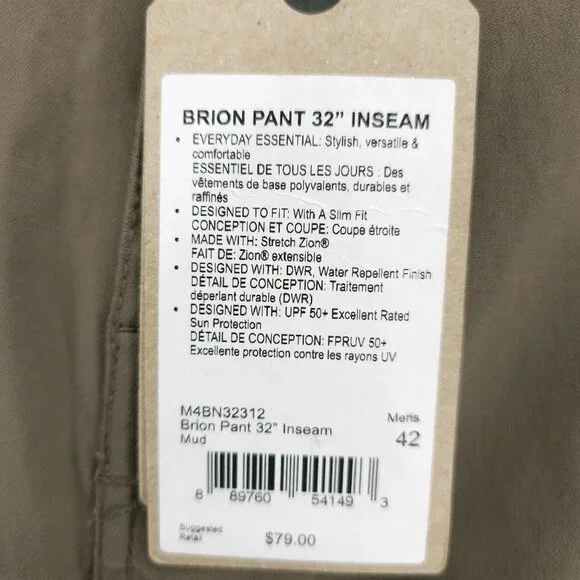 BRION PANT 32” INSEAM
• EVERYDAY ESSENTIAL: Stylish, versatile &
comfortable
ESSENTIEL DE TOUS LES JOURS : Des
vêtements de base polyvalents, durables et
raffinés
• DESIGNED TO FIT: With A Slim Fit
CONCEPTION ET COUPE: Coupe étroite
• MADE WITH: Stretch Zion®
FAIT DE: Zion® extensible
• DESIGNED WITH: DWR, Water Repellent Finish
DÉTAIL DE CONCEPTION: Traitement
déperlant durable (DWR)
• DESIGNED WITH: UPF 50+ Excellent Rated
Sun Protection
DÉTAIL DE CONCEPTION: FPRUV 50+
Excellente protection contre les rayons UV
M4BN32312
Brion Pant 32" Inseam
Mud
Mens
42
8 89760 54149 3
Suggested
Retail
$79.00